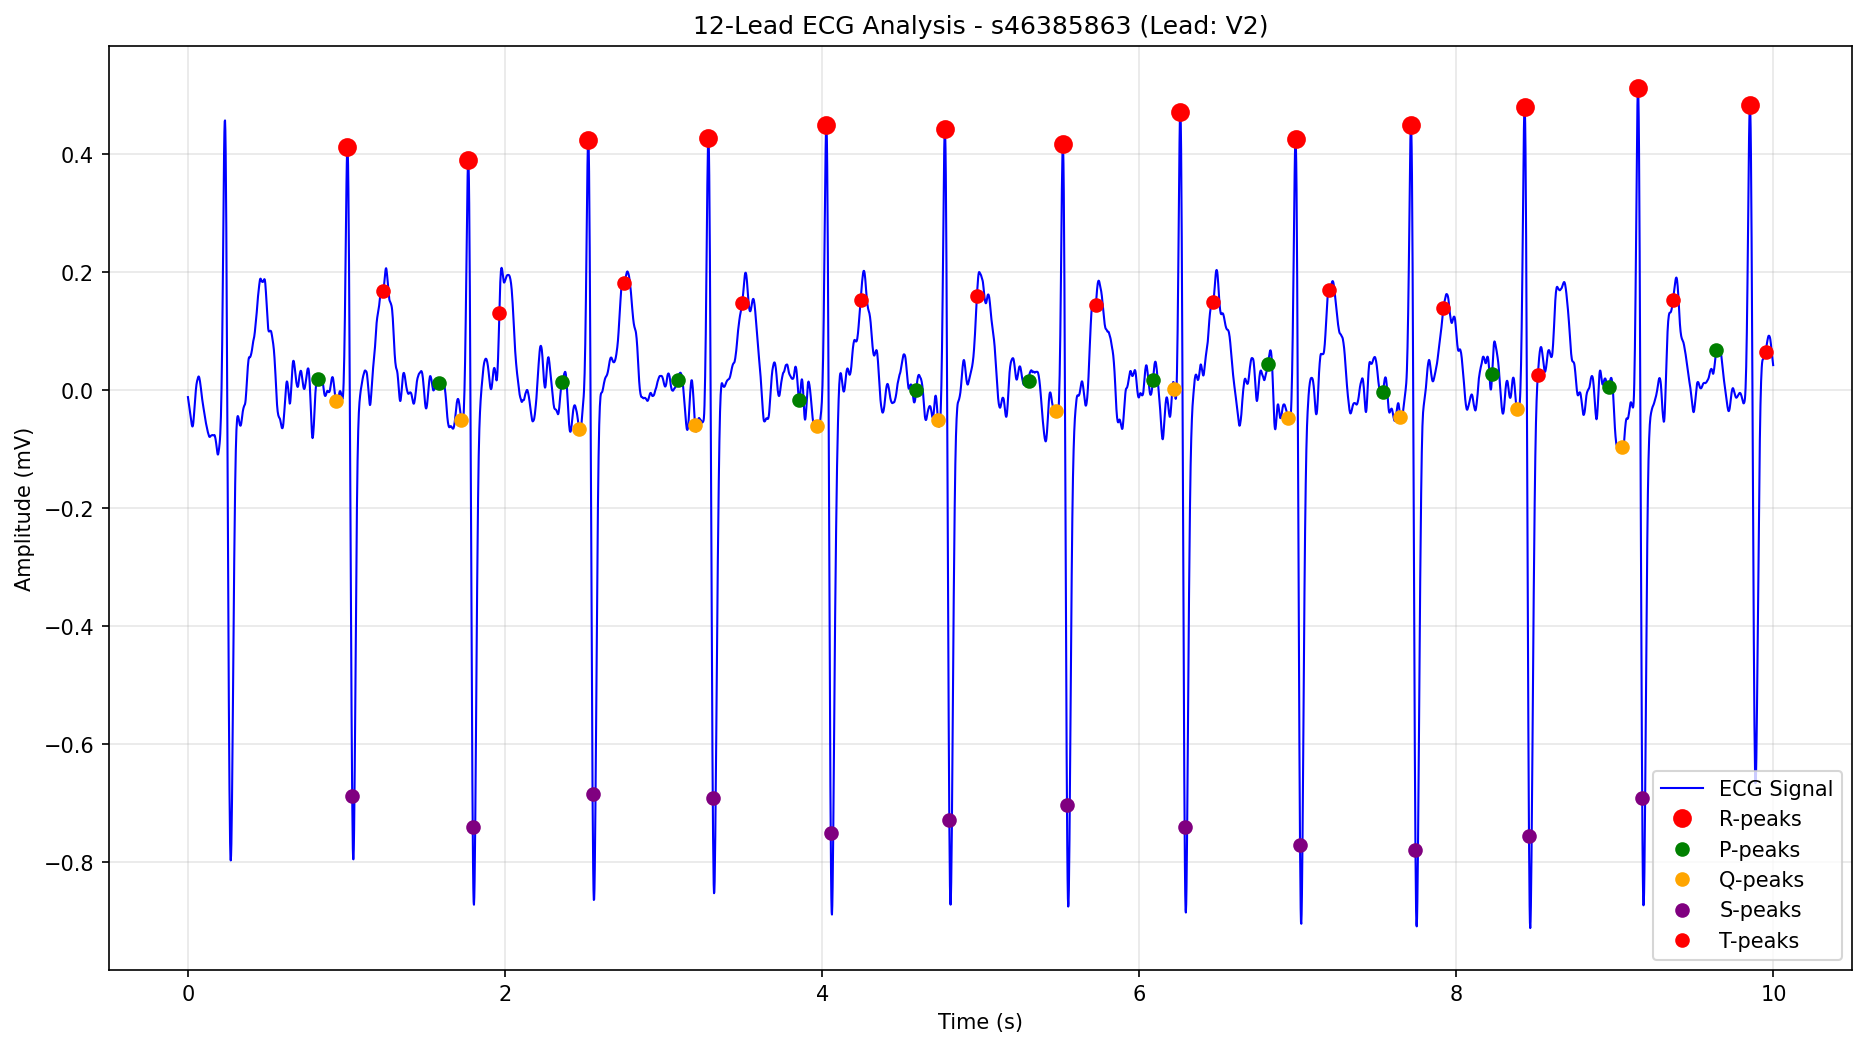 12-Lead ECG Analysis - s46385863 (Lead: V2)
Amplitude (mV)
0.4
0.2
0.0
−0.2
−0.4
−0.6
−0.8
ECG Signal
R-peaks
P-peaks
Q-peaks
S-peaks
T-peaks
0 2 4 6 8 10
Time (s)